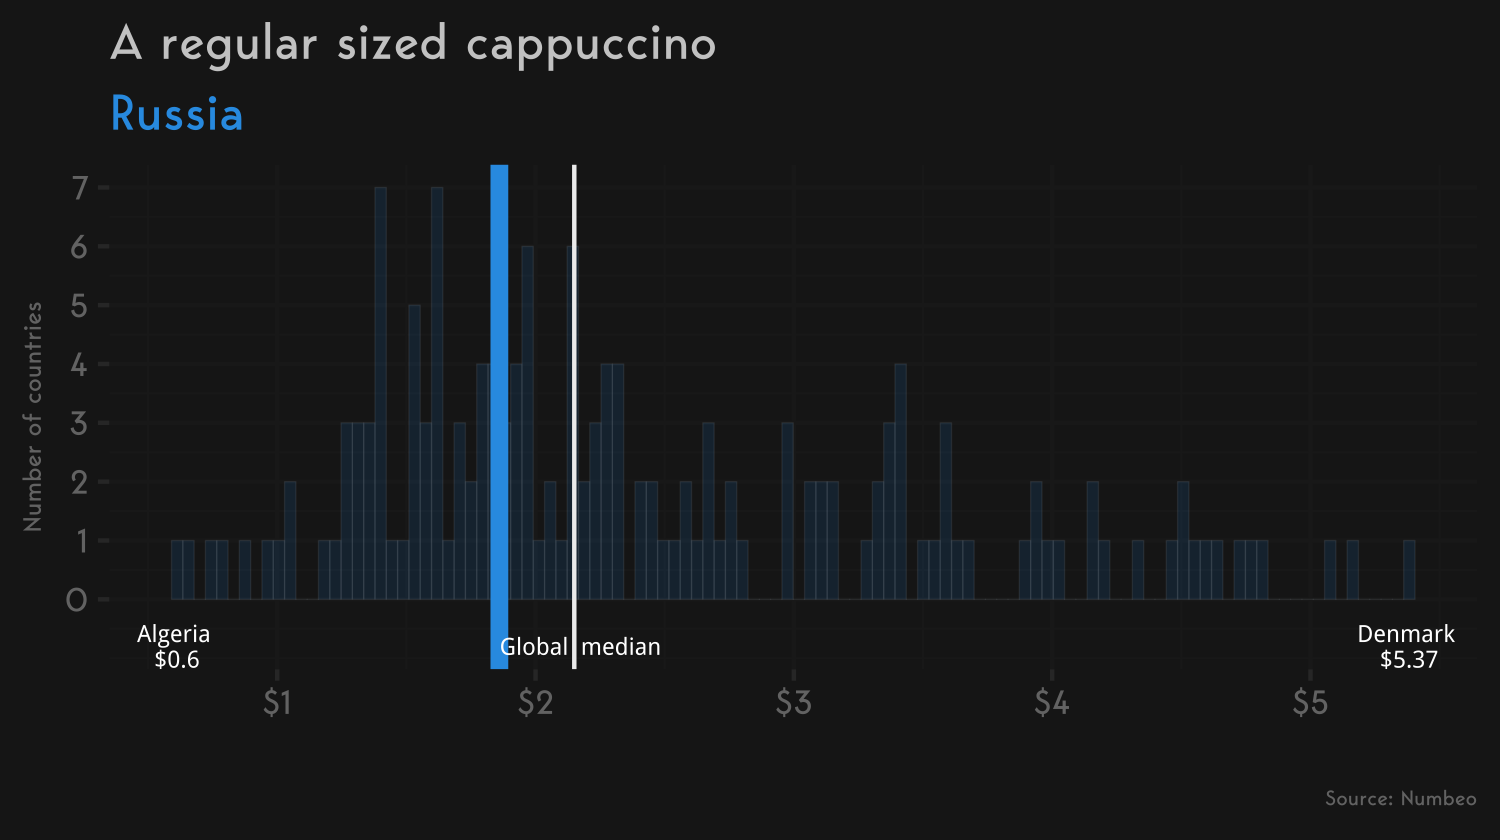 A regular sized cappuccino
Russia
Number of countries
7
6
5
4
3
2
1
0
Algeria
$0.6
Global median
Denmark
$5.37
$1 $2 $3 $4 $5
Source: Numbeo